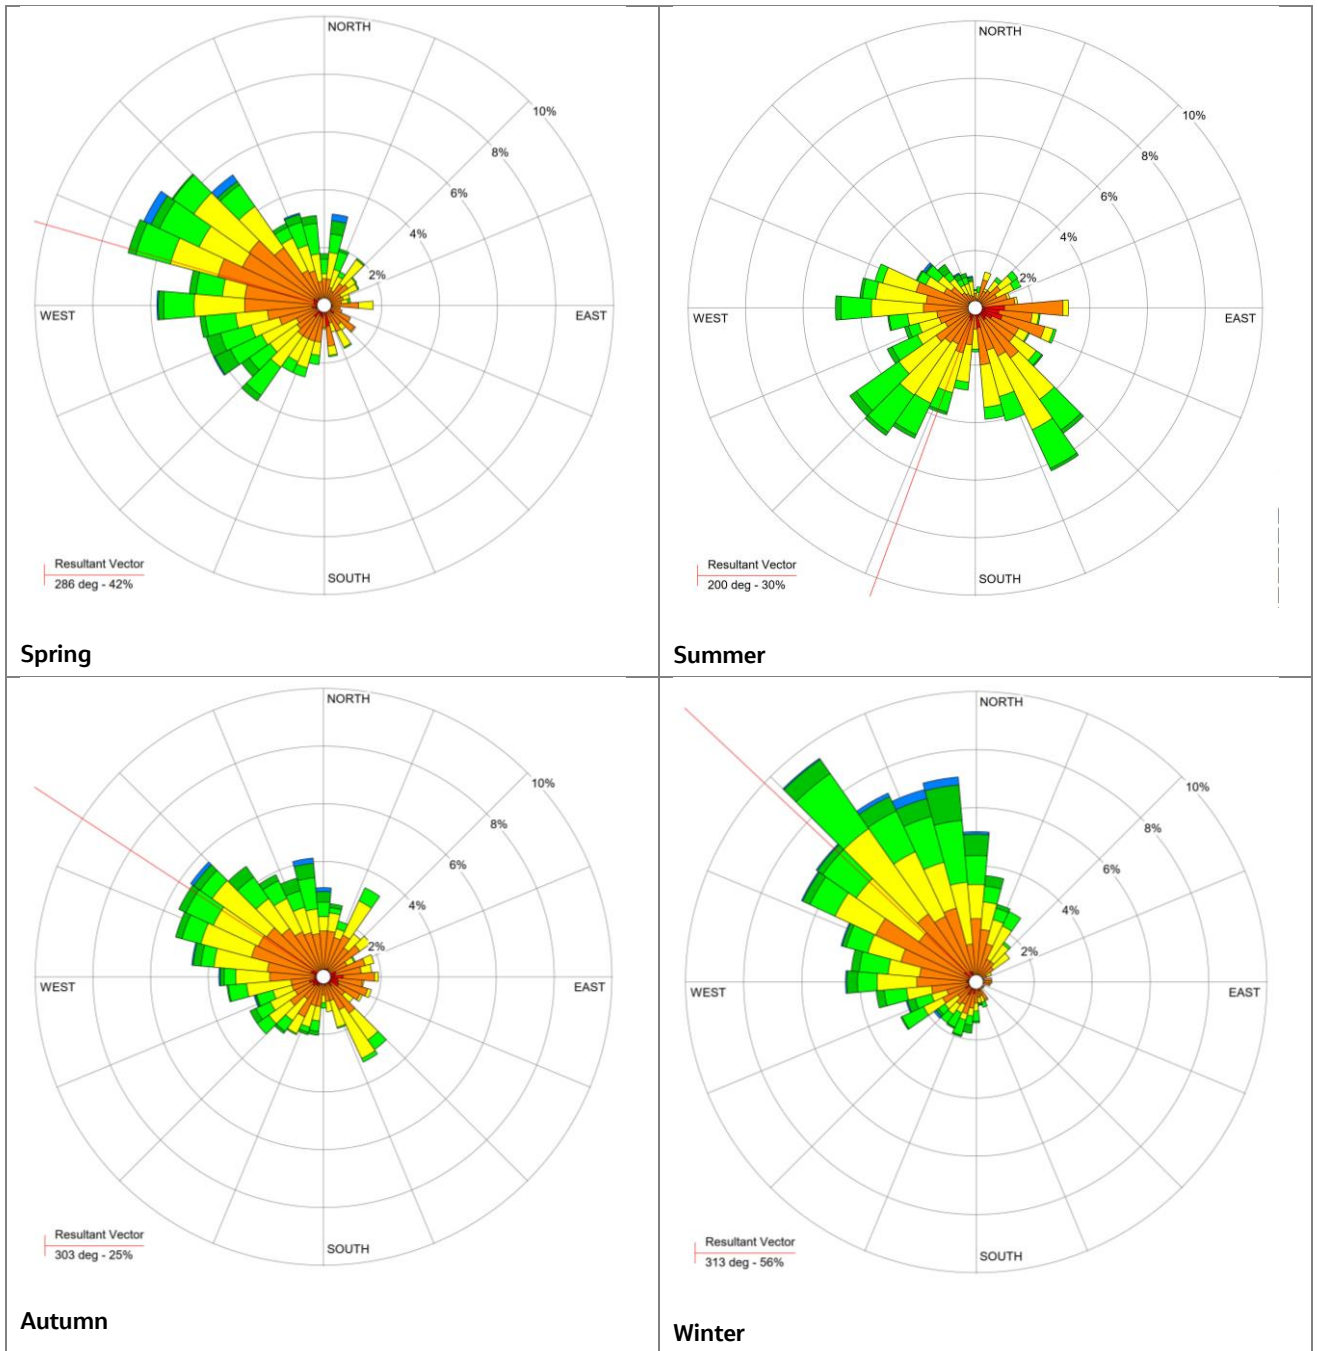 NORTH
10%
8%
6%
4%
2%
WEST
EAST
SOUTH
Resultant Vector
286 deg - 42%
Spring
NORTH
10%
8%
6%
4%
2%
WEST
EAST
SOUTH
Resultant Vector
200 deg - 30%
Summer
NORTH
10%
8%
6%
4%
2%
WEST
EAST
SOUTH
Resultant Vector
303 deg - 25%
Autumn
NORTH
10%
8%
6%
4%
2%
WEST
EAST
SOUTH
Resultant Vector
313 deg - 56%
Winter